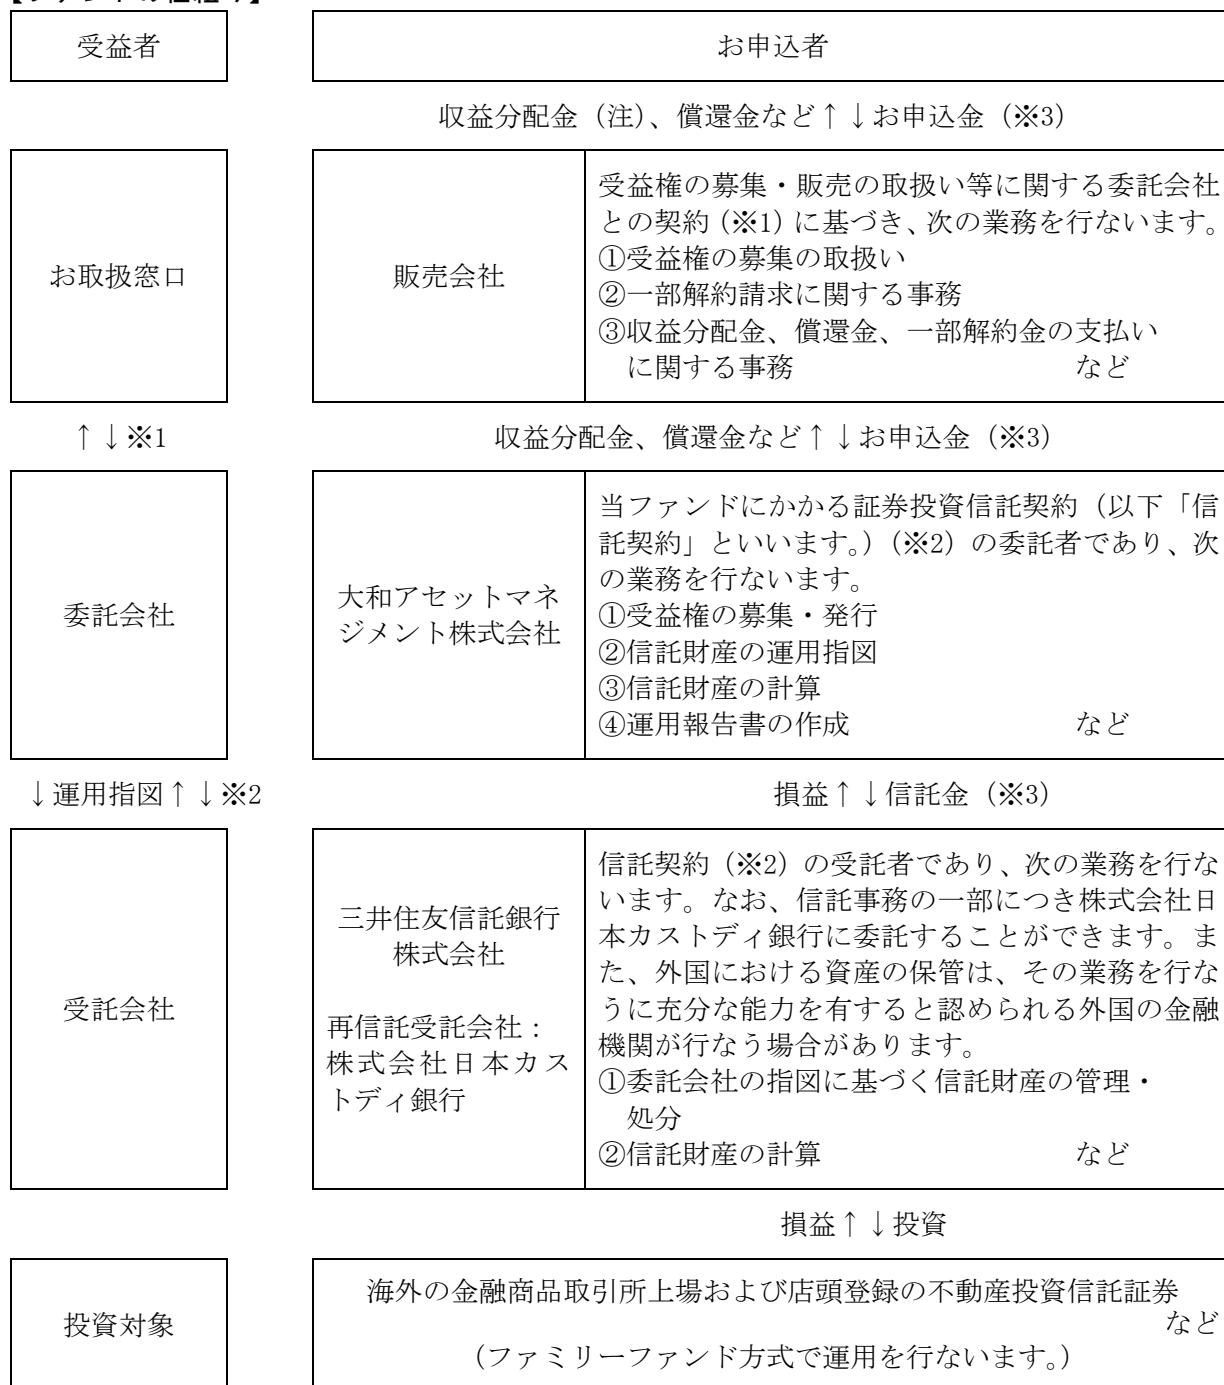 受益者
お申込者
収益分配金（注）、償還金など↑↓お申込金（※3）
お取扱窓口
販売会社
受益権の募集・販売の取扱い等に関する委託会社
との契約（※1）に基づき、次の業務を行ないます。
①受益権の募集の取扱い
②一部解約請求に関する事務
③収益分配金、償還金、一部解約金の支払い
に関する事務 など
↑↓※1
収益分配金、償還金など↑↓お申込金（※3）
委託会社
大和アセットマネ
ジメント株式会社
当ファンドにかかる証券投資信託契約（以下「信
託契約」といいます。）（※2）の委託者であり、次
の業務を行ないます。
①受益権の募集・発行
②信託財産の運用指図
③信託財産の計算
④運用報告書の作成 など
↓運用指図↑↓※2
損益↑↓信託金（※3）
受託会社
三井住友信託銀行
株式会社
再信託受託会社：
株式会社日本カス
トディ銀行
信託契約（※2）の受託者であり、次の業務を行な
います。なお、信託事務の一部につき株式会社日
本カストディ銀行に委託することができます。ま
た、外国における資産の保管は、その業務を行な
うに充分な能力を有すると認められる外国の金融
機関が行なう場合があります。
①委託会社の指図に基づく信託財産の管理・
処分
②信託財産の計算 など
損益↑↓投資
投資対象
海外の金融商品取引所上場および店頭登録の不動産投資信託証券
など
（ファミリーファンド方式で運用を行ないます。）